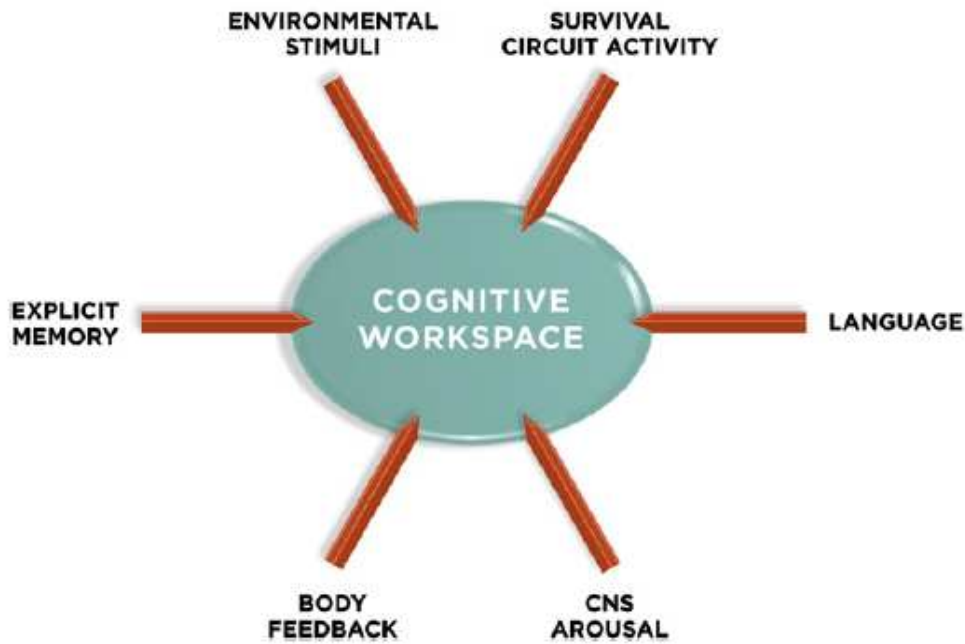 ENVIRONMENTAL
STIMULI
SURVIVAL
CIRCUIT ACTIVITY
EXPLICIT
MEMORY
COGNITIVE
WORKSPACE
LANGUAGE
BODY
FEEDBACK
CNS
AROUSAL